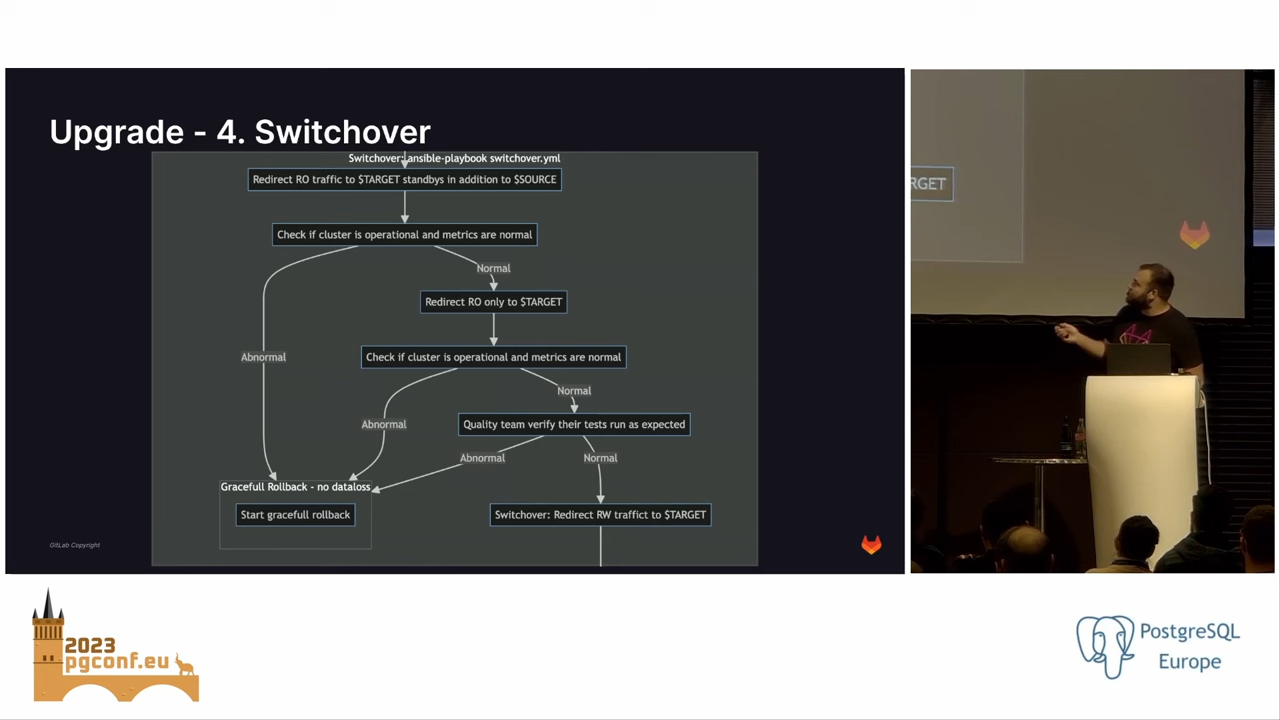 Upgrade - 4. Switchover
Switchover: ansible-playbook switchover.yml
Redirect RO traffic to $TARGET standbys in addition to $SOURCE
Check if cluster is operational and metrics are normal
Normal
Redirect RO only to $TARGET
Abnormal
Check if cluster is operational and metrics are normal
Normal
Abnormal
Quality team verify their tests run as expected
Abnormal
Normal
Gracefull Rollback - no dataloss
Start gracefull rollback
Switchover: Redirect RW traffict to $TARGET
GitLab Copyright
RGET
2023
pgconf.eu
PostgreSQL
Europe